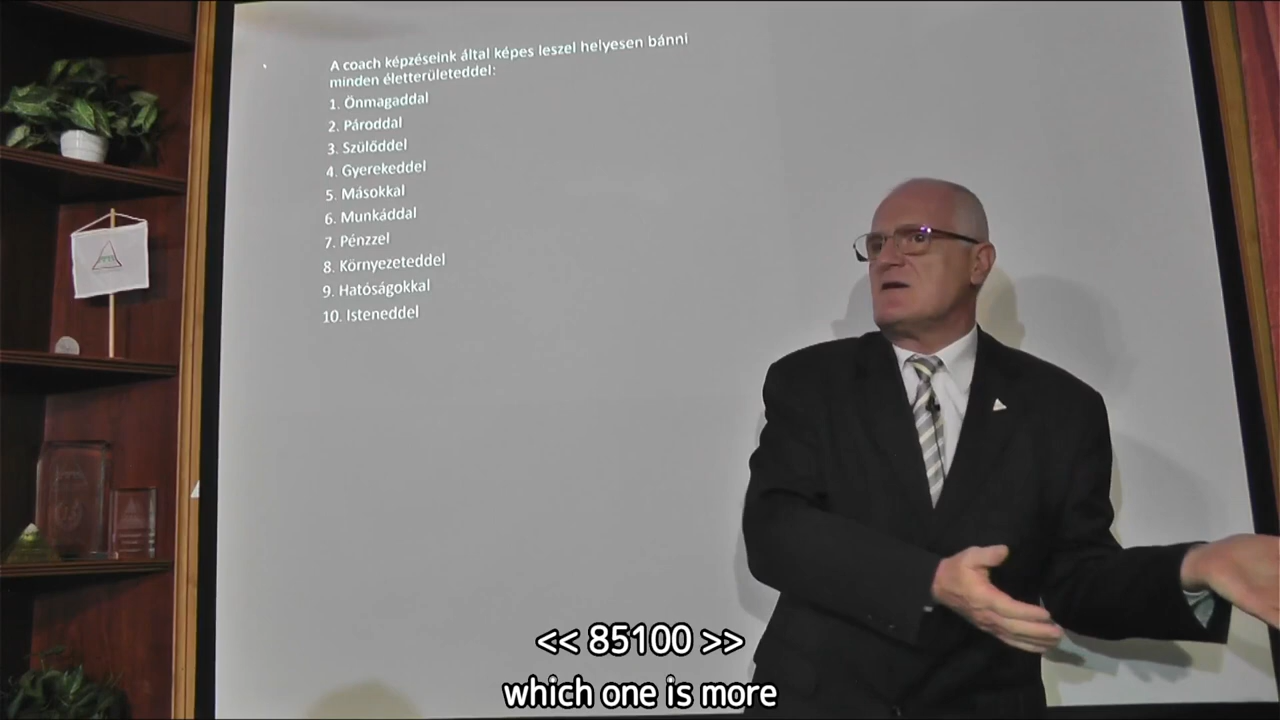 A coach képzéseink által képes leszel helyesen bánni
minden életterületeddel:
1. Önmagaddal
2. Pároddal
3. Szülőddel
4. Gyerekeddel
5. Másokkal
6. Munkáddal
7. Pénzzel
8. Környezeteddel
9. Hatóságokkal
10. Isteneddel
<< 85100 >>
which one is more